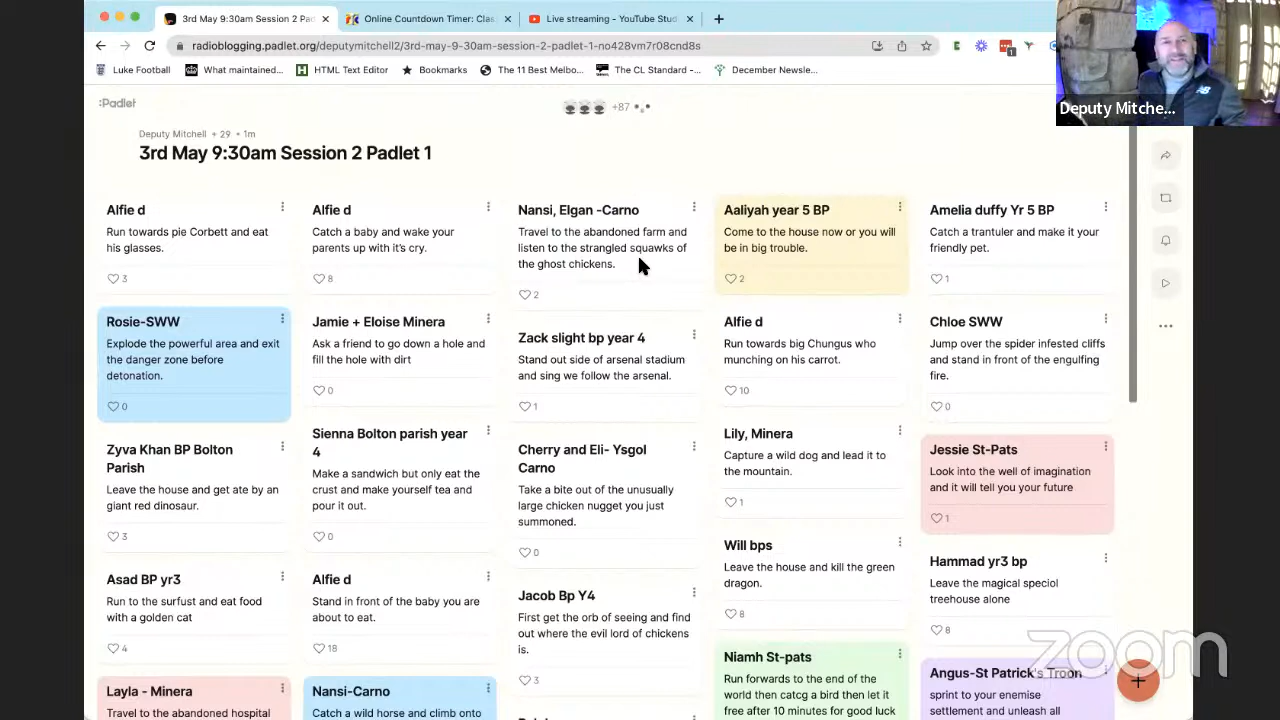 3rd May 9:30am Session 2 Pad
Online Countdown Timer: Clas
Live streaming - YouTube Stud
radioblogging.padlet.org/deputymitchell2/3rd-may-9-30am-session-2-padlet-1-no428vm7r08cnd8s
Luke Football
What maintained...
HTML Text Editor
Bookmarks
The 11 Best Melbo...
The CL Standard -...
December Newsle...
Deputy Mitche...
:Padlet
+87
Deputy Mitchell + 29 • 1m
3rd May 9:30am Session 2 Padlet 1
Alfie d
Run towards pie Corbett and eat
his glasses.
3
Rosie-SWW
Explode the powerful area and exit
the danger zone before
detonation.
0
Zyva Khan BP Bolton
Parish
Leave the house and get ate by an
giant red dinosaur.
3
Asad BP yr3
Run to the surfust and eat food
with a golden cat
4
Layla - Minera
Travel to the abandoned hospital
Alfie d
Catch a baby and wake your
parents up with it's cry.
8
Jamie + Eloise Minera
Ask a friend to go down a hole and
fill the hole with dirt
0
Sienna Bolton parish year
4
Make a sandwich but only eat the
crust and make yourself tea and
pour it out.
0
Alfie d
Stand in front of the baby you are
about to eat.
18
Nansi-Carno
Catch a wild horse and climb onto
Nansi, Elgan -Carno
Travel to the abandoned farm and
listen to the strangled squawks of
the ghost chickens.
2
Zack slight bp year 4
Stand out side of arsenal stadium
and sing we follow the arsenal.
1
Cherry and Eli- Ysgol
Carno
Take a bite out of the unusually
large chicken nugget you just
summoned.
0
Jacob Bp Y4
First get the orb of seeing and find
out where the evil lord of chickens
is.
3
Aaliyah year 5 BP
Come to the house now or you will
be in big trouble.
2
Alfie d
Run towards big Chungus who
munching on his carrot.
10
Lily, Minera
Capture a wild dog and lead it to
the mountain.
1
Will bps
Leave the house and kill the green
dragon.
8
Niamh St-pats
Run forwards to the end of the
world then catcg a bird then let it
free after 10 minutes for good luck
Amelia duffy Yr 5 BP
Catch a trantuler and make it your
friendly pet.
1
Chloe SWW
Jump over the spider infested cliffs
and stand in front of the engulfing
fire.
0
Jessie St-Pats
Look into the well of imagination
and it will tell you your future
1
Hammad yr3 bp
Leave the magical speciol
treehouse alone
8
Angus-St Patrick's Troon
sprint to your enemise
settlement and unleash all
zoom